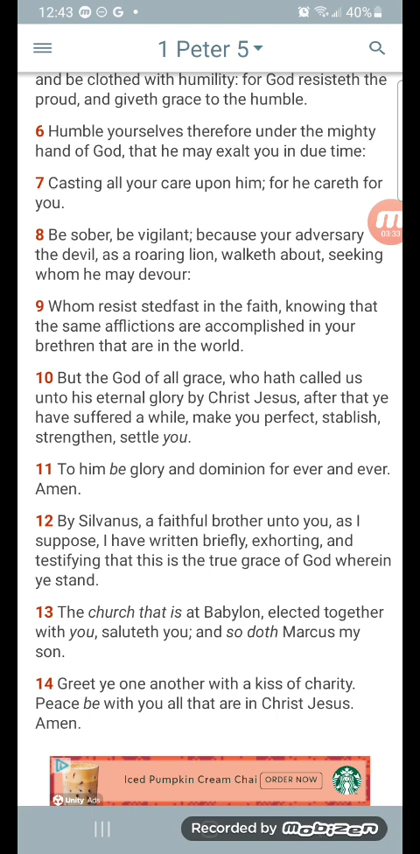 12:43 G 40%
1 Peter 5
and be clothed with humility: for God resisteth the
proud, and giveth grace to the humble.
6 Humble yourselves therefore under the mighty
hand of God, that he may exalt you in due time:
7 Casting all your care upon him; for he careth for
you.
03:33
8 Be sober, be vigilant; because your adversary
the devil, as a roaring lion, walketh about, seeking
whom he may devour:
9 Whom resist stedfast in the faith, knowing that
the same afflictions are accomplished in your
brethren that are in the world.
10 But the God of all grace, who hath called us
unto his eternal glory by Christ Jesus, after that ye
have suffered a while, make you perfect, stablish,
strengthen, settle you.
11 To him be glory and dominion for ever and ever.
Amen.
12 By Silvanus, a faithful brother unto you, as I
suppose, I have written briefly, exhorting, and
testifying that this is the true grace of God wherein
ye stand.
13 The church that is at Babylon, elected together
with you, saluteth you; and so doth Marcus my
son.
14 Greet ye one another with a kiss of charity.
Peace be with you all that are in Christ Jesus.
Amen.
Iced Pumpkin Cream Chai ORDER NOW
Unity Ads
Recorded by mobizen